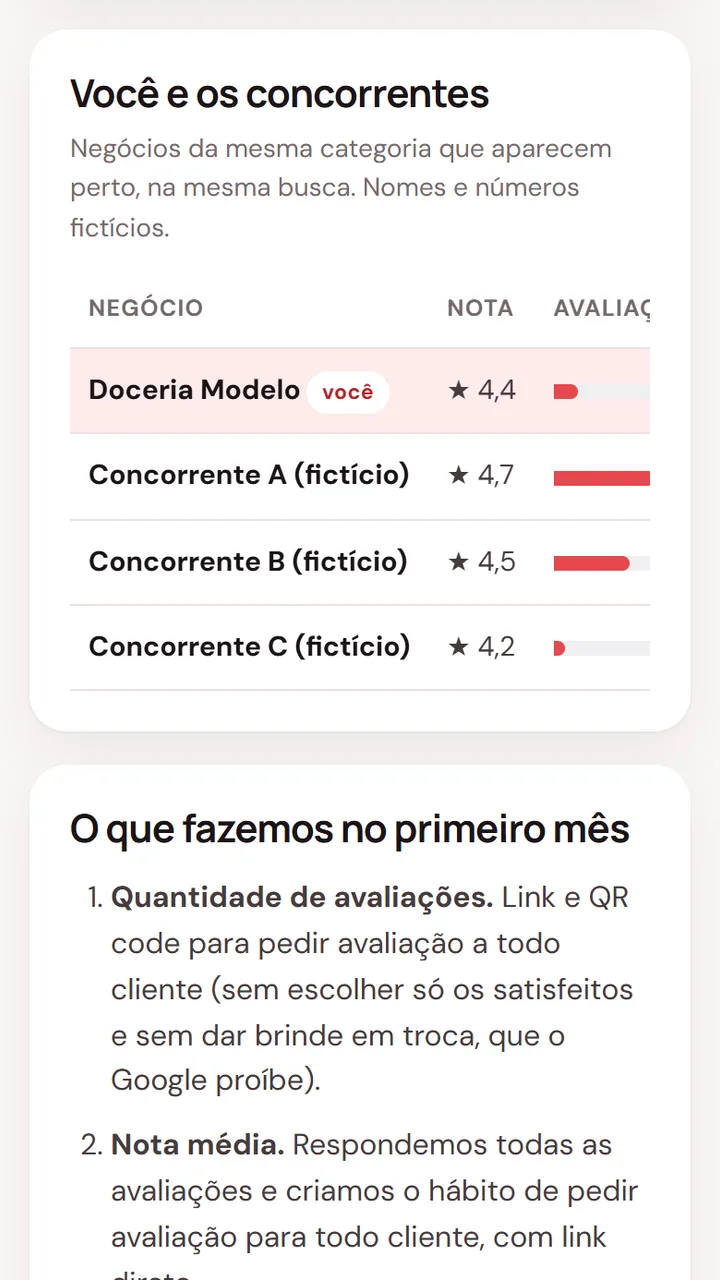 Você e os concorrentes
Negócios da mesma categoria que aparecem
perto, na mesma busca. Nomes e números
fictícios.
NEGÓCIO NOTA
Doceria Modelo você ★ 4,4
Concorrente A (fictício) ★ 4,7
Concorrente B (fictício) ★ 4,5
Concorrente C (fictício) ★ 4,2
O que fazemos no primeiro mês
1. Quantidade de avaliações. Link e QR
code para pedir avaliação a todo
cliente (sem escolher só os satisfeitos
e sem dar brinde em troca, que o
Google proíbe).
2. Nota média. Respondemos todas as
avaliações e criamos o hábito de pedir
avaliação para todo cliente, com link